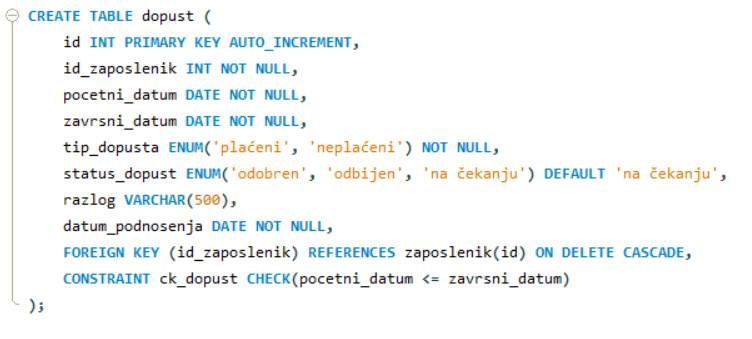 CREATE TABLE dopust (
id INT PRIMARY KEY AUTO_INCREMENT,
id_zaposlenik INT NOT NULL,
pocetni_datum DATE NOT NULL,
zavrsni_datum DATE NOT NULL,
tip_dopusta ENUM('plaćeni', 'neplaćeni') NOT NULL,
status_dopust ENUM('odobren', 'odbijen', 'na čekanju') DEFAULT 'na čekanju',
razlog VARCHAR(500),
datum_podnosenja DATE NOT NULL,
FOREIGN KEY (id_zaposlenik) REFERENCES zaposlenik(id) ON DELETE CASCADE,
CONSTRAINT ck_dopust CHECK(pocetni_datum <= zavrsni_datum)
);